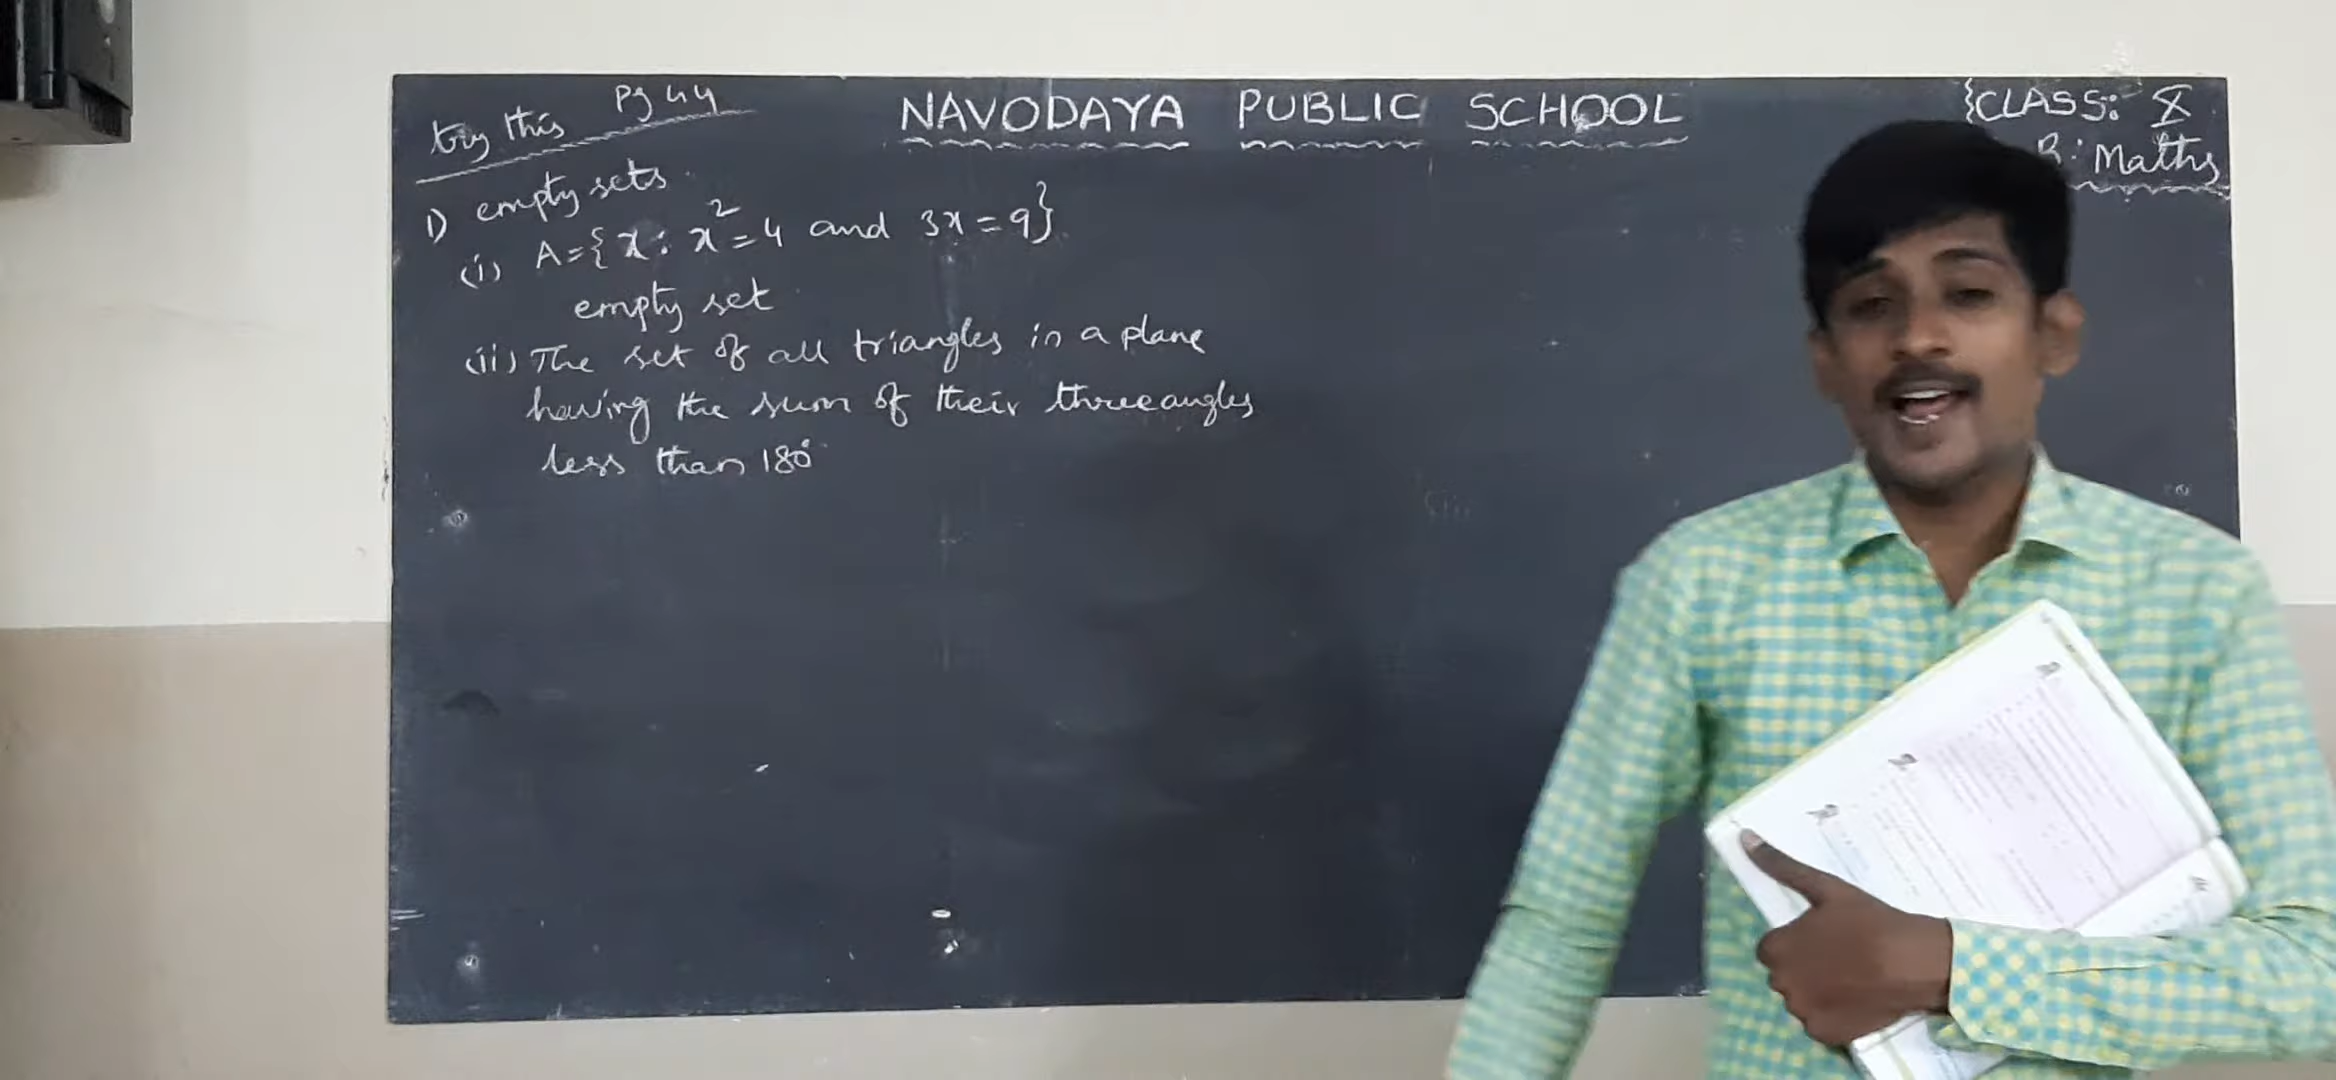 try this Pg 44
NAVODAYA PUBLIC SCHOOL
{CLASS: X
B: Maths
1) empty sets.
(i) A={x: x²=4 and 3x=9}
empty set
(ii) The set of all triangles in a plane
having the sum of their three angles
less than 180°